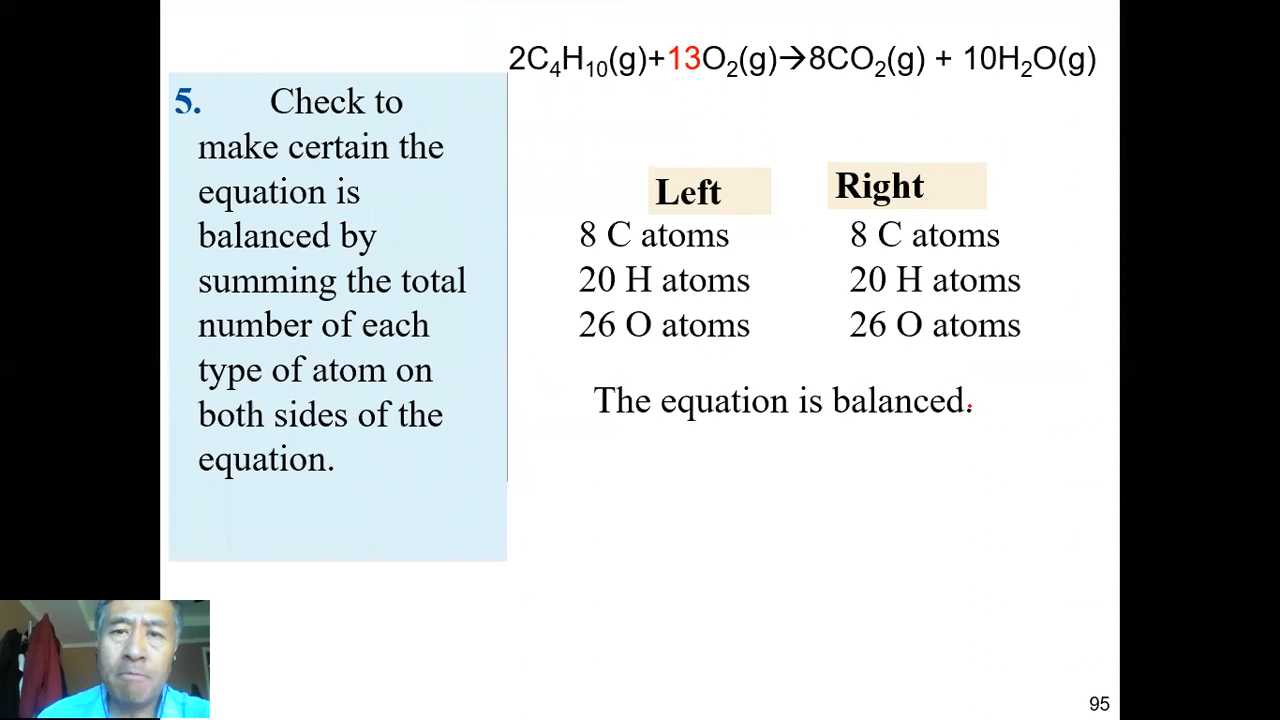 2C₄H₁₀(g)+13O₂(g)→8CO₂(g) + 10H₂O(g)
5. Check to
make certain the
equation is
balanced by
summing the total
number of each
type of atom on
both sides of the
equation.
Left Right
8 C atoms 8 C atoms
20 H atoms 20 H atoms
26 O atoms 26 O atoms
The equation is balanced.
95